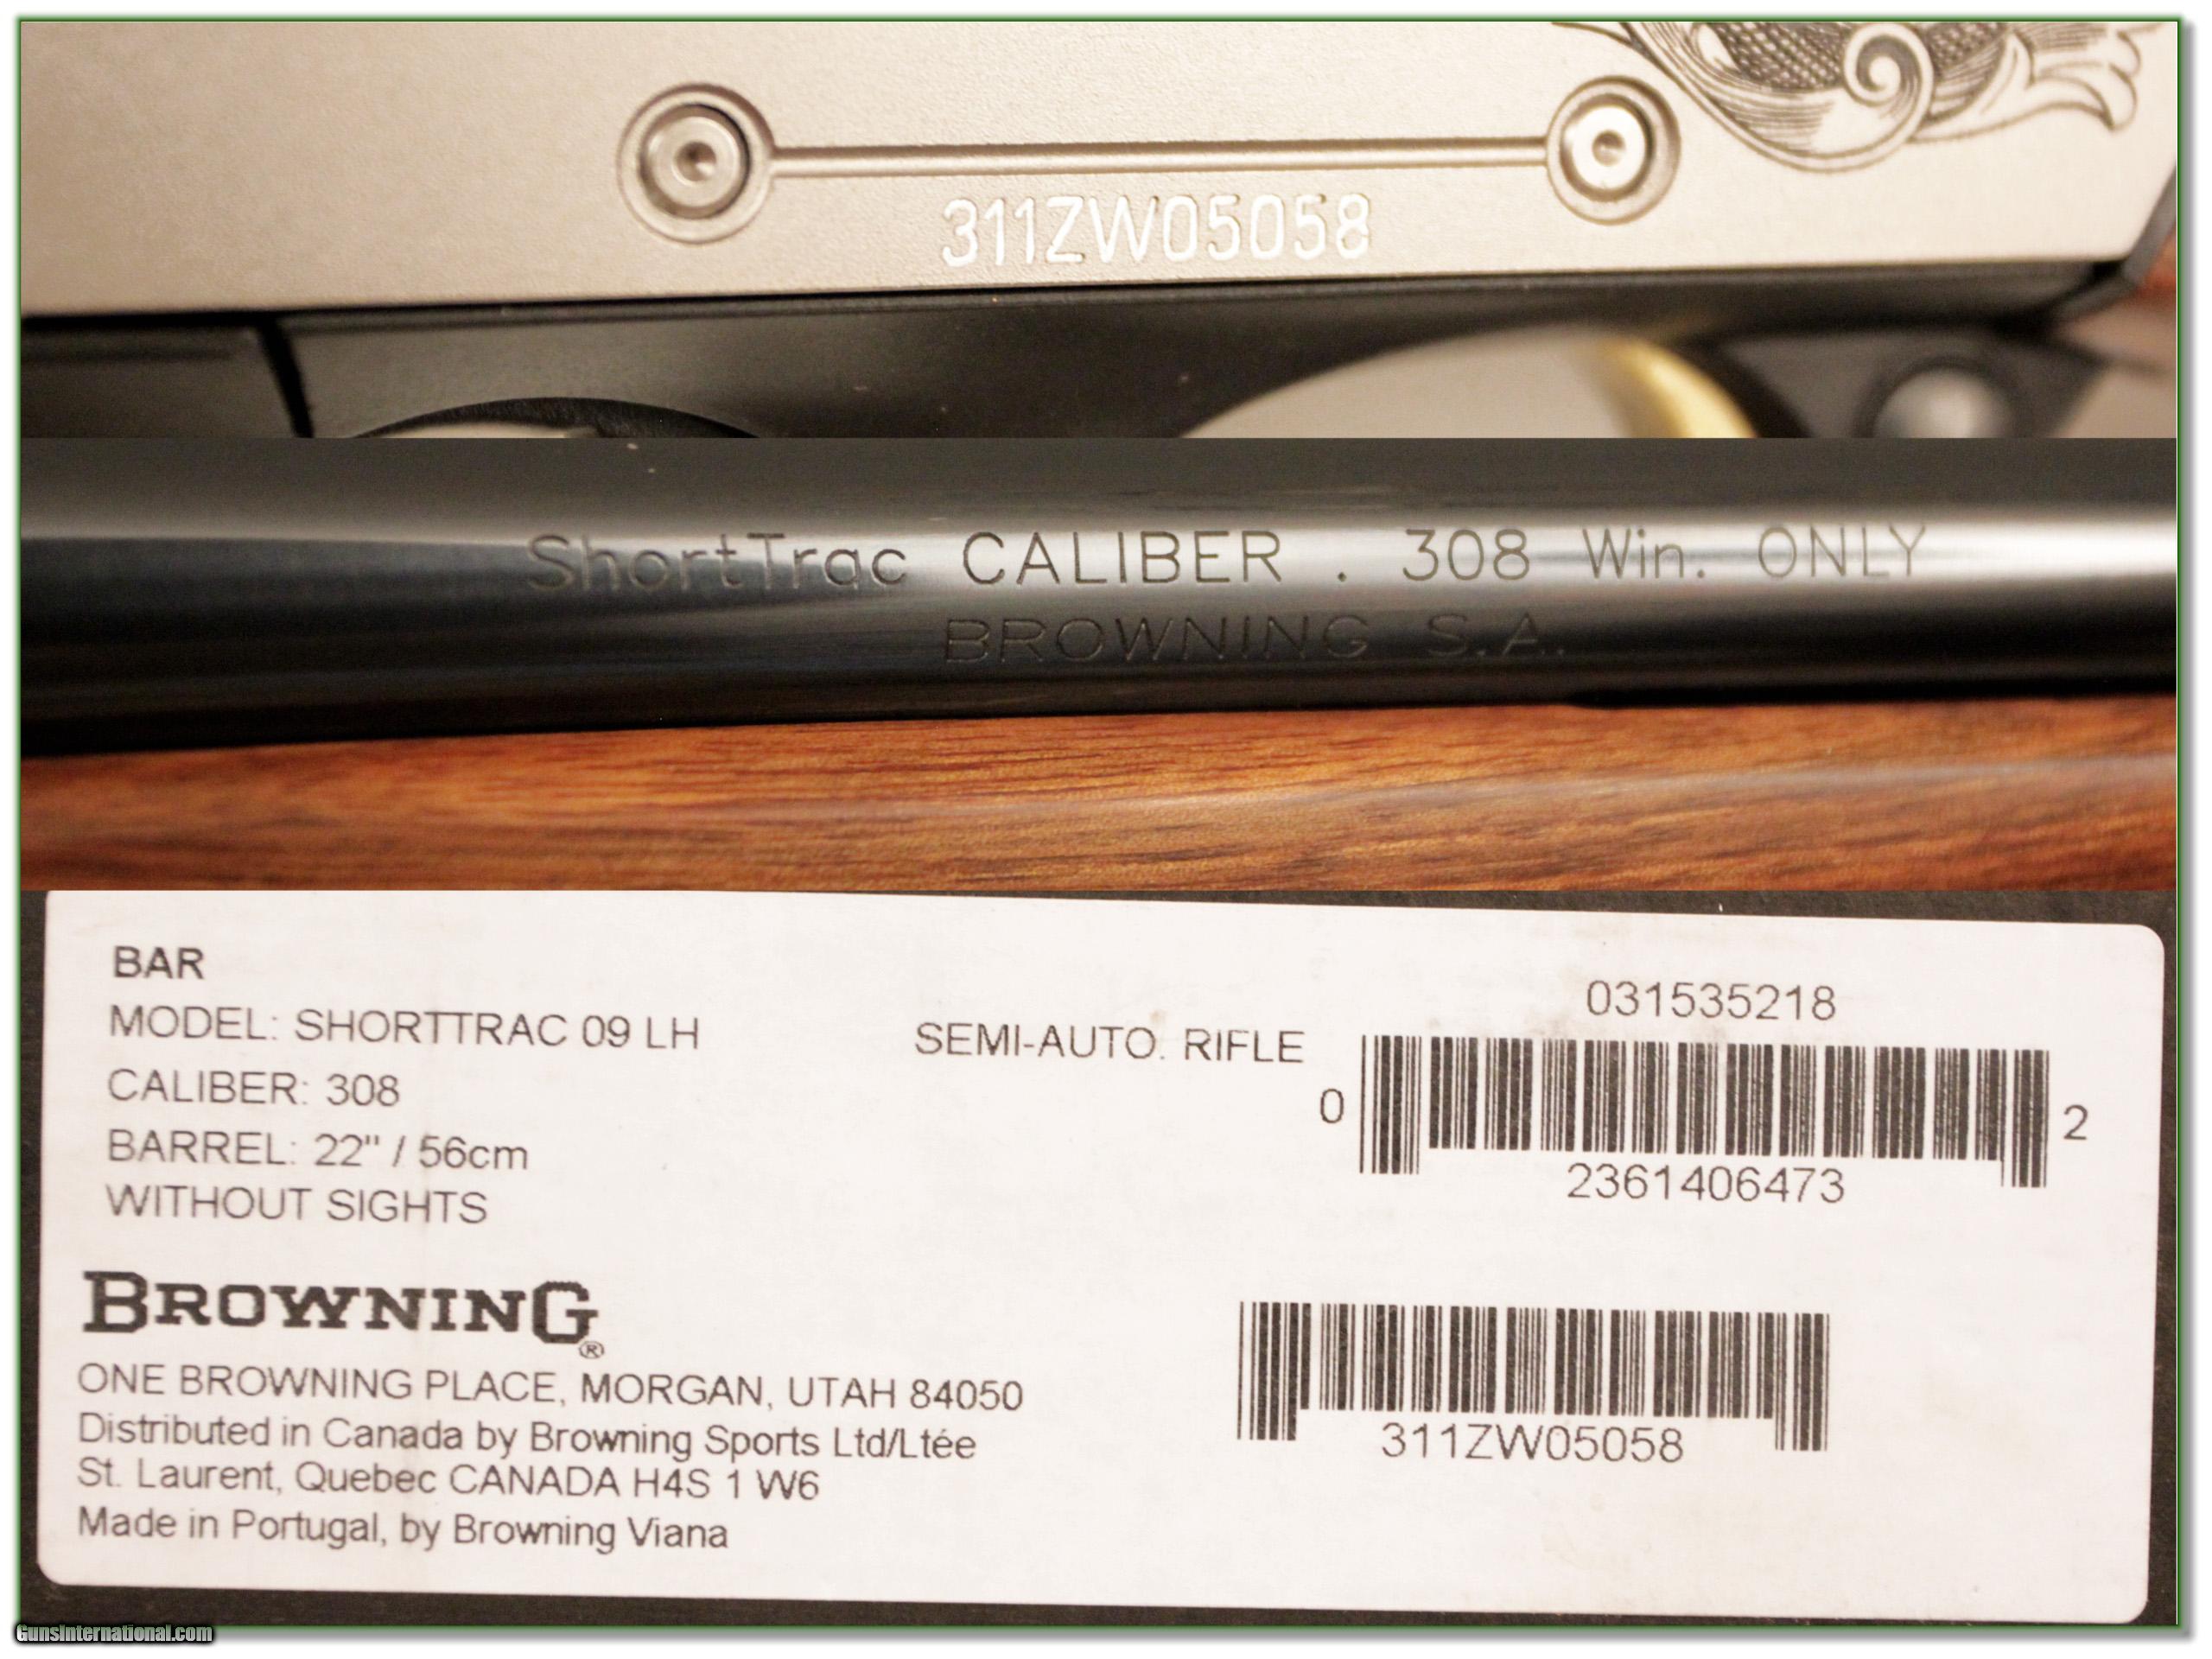 311ZW05058
ShortTrac CALIBER . 308 Win. ONLY
BROWNING S.A.
BAR
MODEL: SHORTTRAC 09 LH
SEMI-AUTO. RIFLE
031535218
CALIBER: 308
0
2
BARREL: 22" / 56cm
2361406473
WITHOUT SIGHTS
BROWNING®
ONE BROWNING PLACE, MORGAN, UTAH 84050
Distributed in Canada by Browning Sports Ltd/Ltée
St. Laurent, Quebec CANADA H4S 1 W6
Made in Portugal, by Browning Viana
311ZW05058
GunsInternational.com